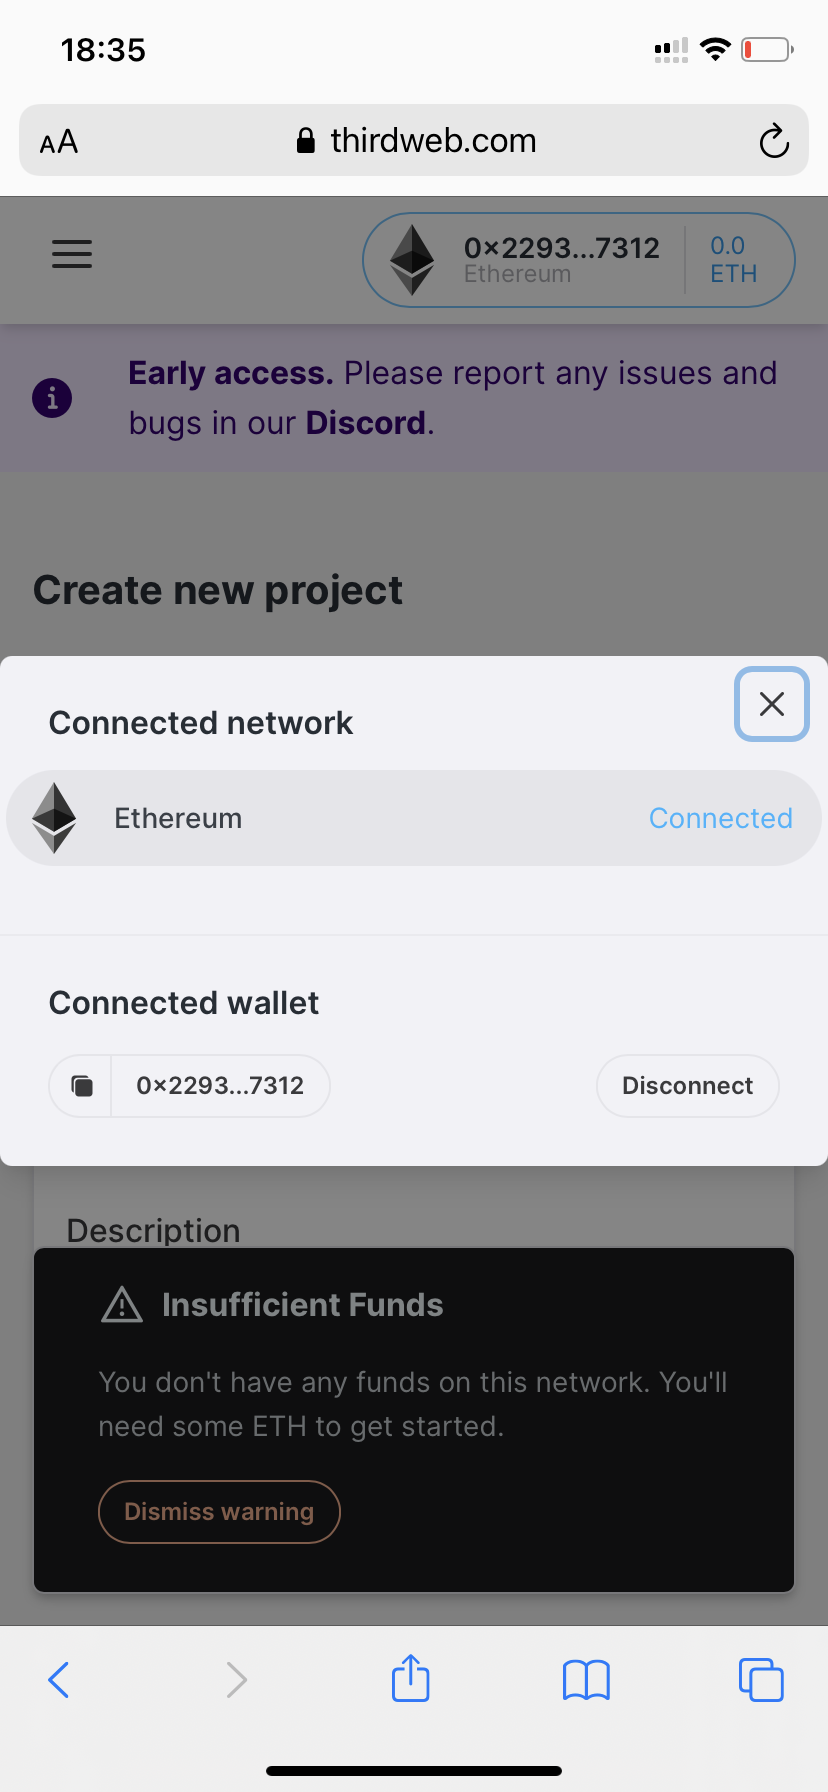 18:35
AA
thirdweb.com
0×2293...7312
Ethereum
0.0
ETH
Early access. Please report any issues and
bugs in our Discord.
Create new project
Connected network
Ethereum
Connected
Connected wallet
0×2293...7312
Disconnect
Description
Insufficient Funds
You don't have any funds on this network. You'll
need some ETH to get started.
Dismiss warning